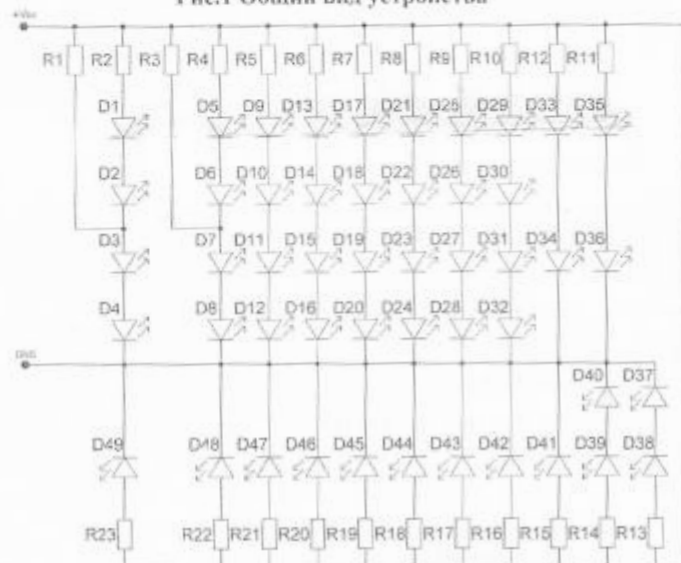 Рис.1 Общий вид устройства
R1 R2 R3 R4 R5 R6 R7 R8 R9 R10 R12 R11
D1 D5 D9 D13 D17 D21 D25 D29 D33 D35
D2 D6 D10 D14 D18 D22 D26 D30
D3 D7 D11 D15 D19 D23 D27 D31 D34 D36
D4 D8 D12 D16 D20 D24 D28 D32
GND
D40 D37
D49 D48 D47 D46 D45 D44 D43 D42 D41 D39 D38
R23 R22 R21 R20 R19 R18 R17 R16 R15 R14 R13